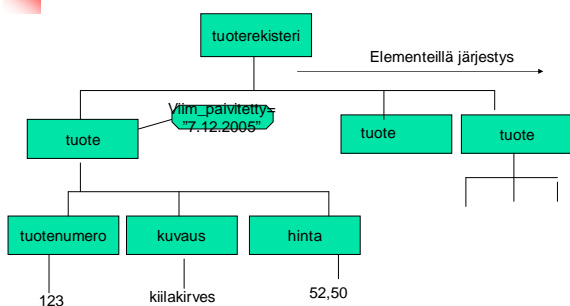 tuoterekisteri
Elementeillä järjestys
Viim_paivitetty=
"7.12.2005"
tuote
tuote
tuote
tuotenumero
kuvaus
hinta
123
kiilakirves
52,50